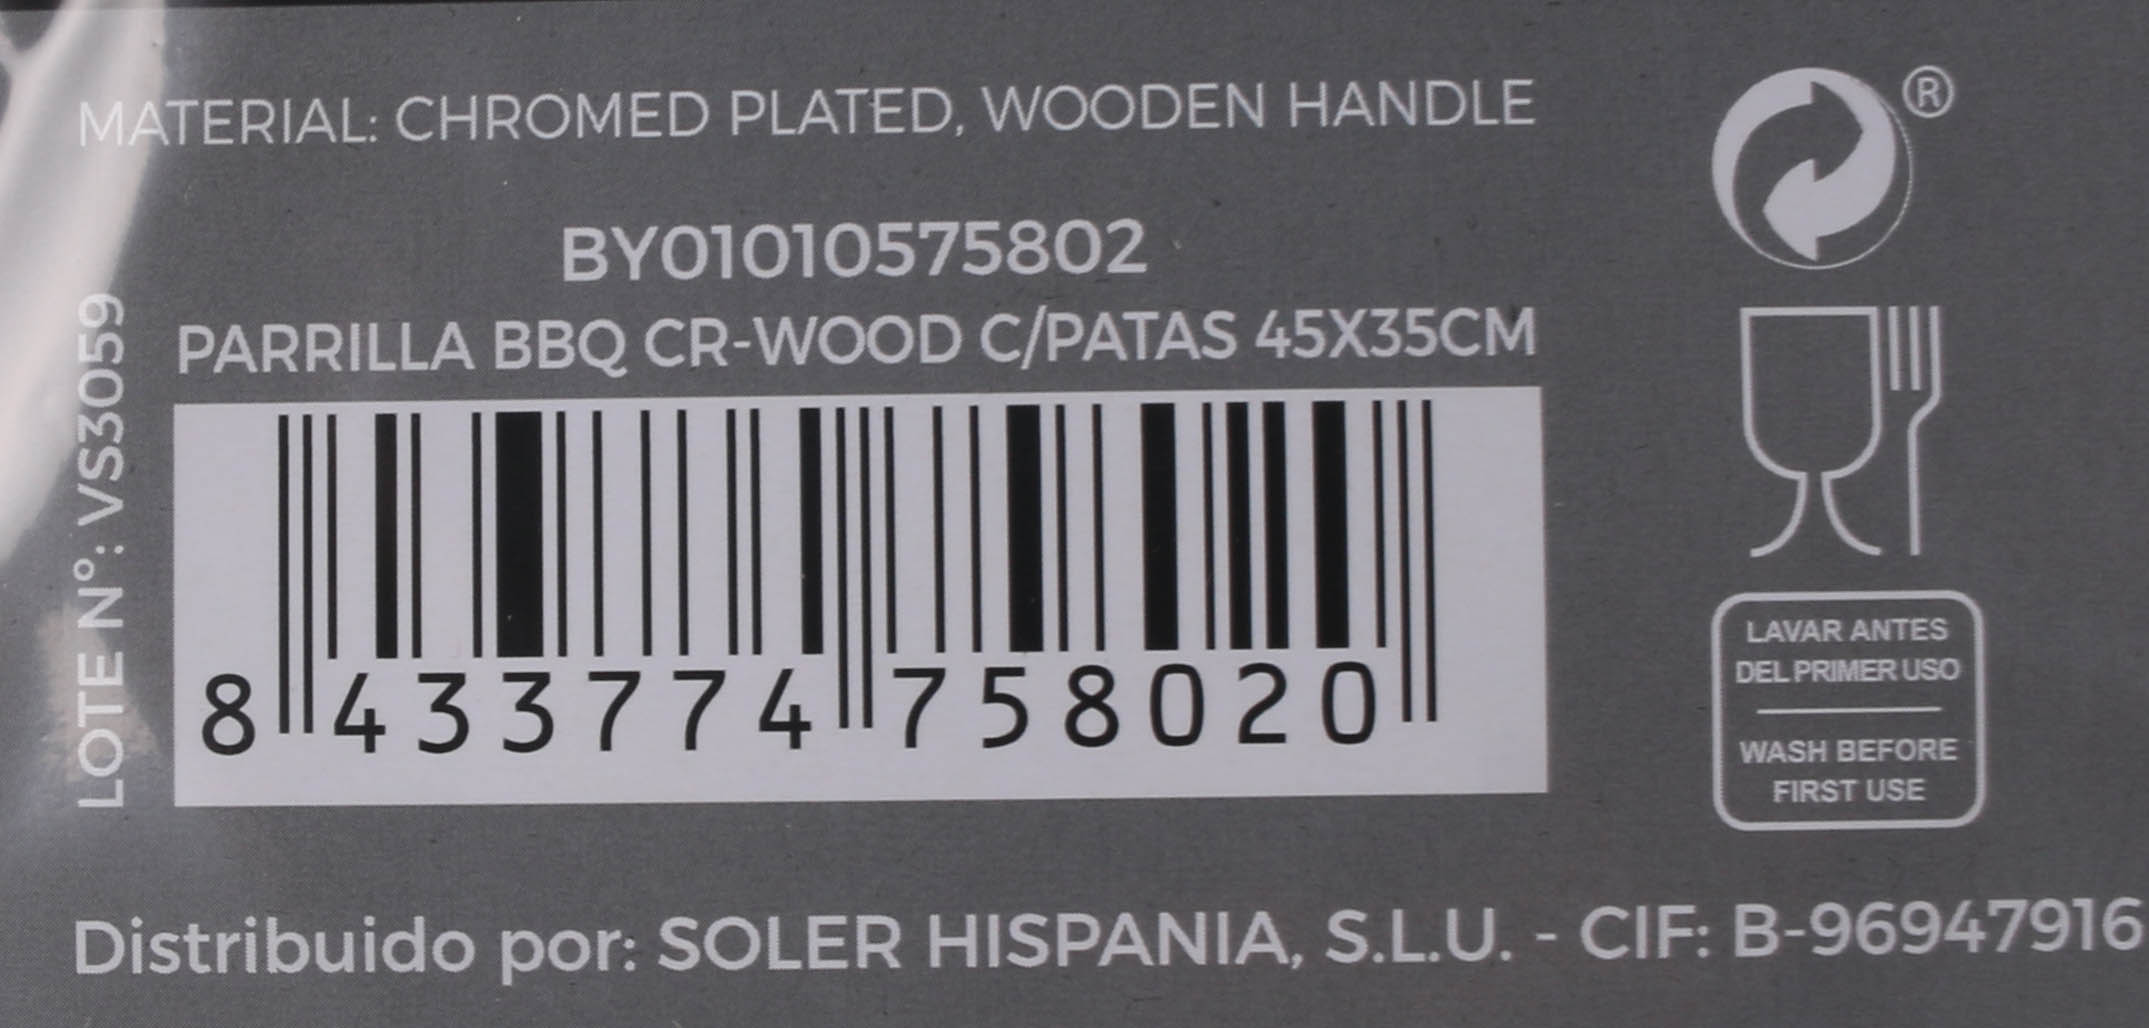 MATERIAL: CHROMED PLATED, WOODEN HANDLE
®
BY01010575802
PARRILLA BBQ CR-WOOD C/PATAS 45X35CM
LOTE Nº: VS3059
8 433774 758020
LAVAR ANTES
DEL PRIMER USO
WASH BEFORE
FIRST USE
Distribuido por: SOLER HISPANIA, S.L.U. - CIF: B-96947916